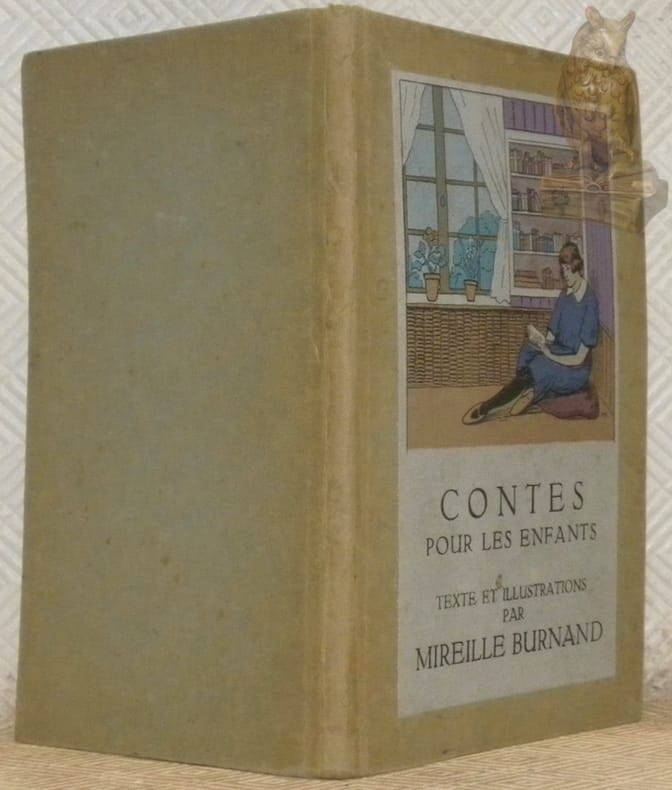 CONTES
POUR LES ENFANTS
TEXTE ET ILLUSTRATIONS
PAR
MIREILLE BURNAND